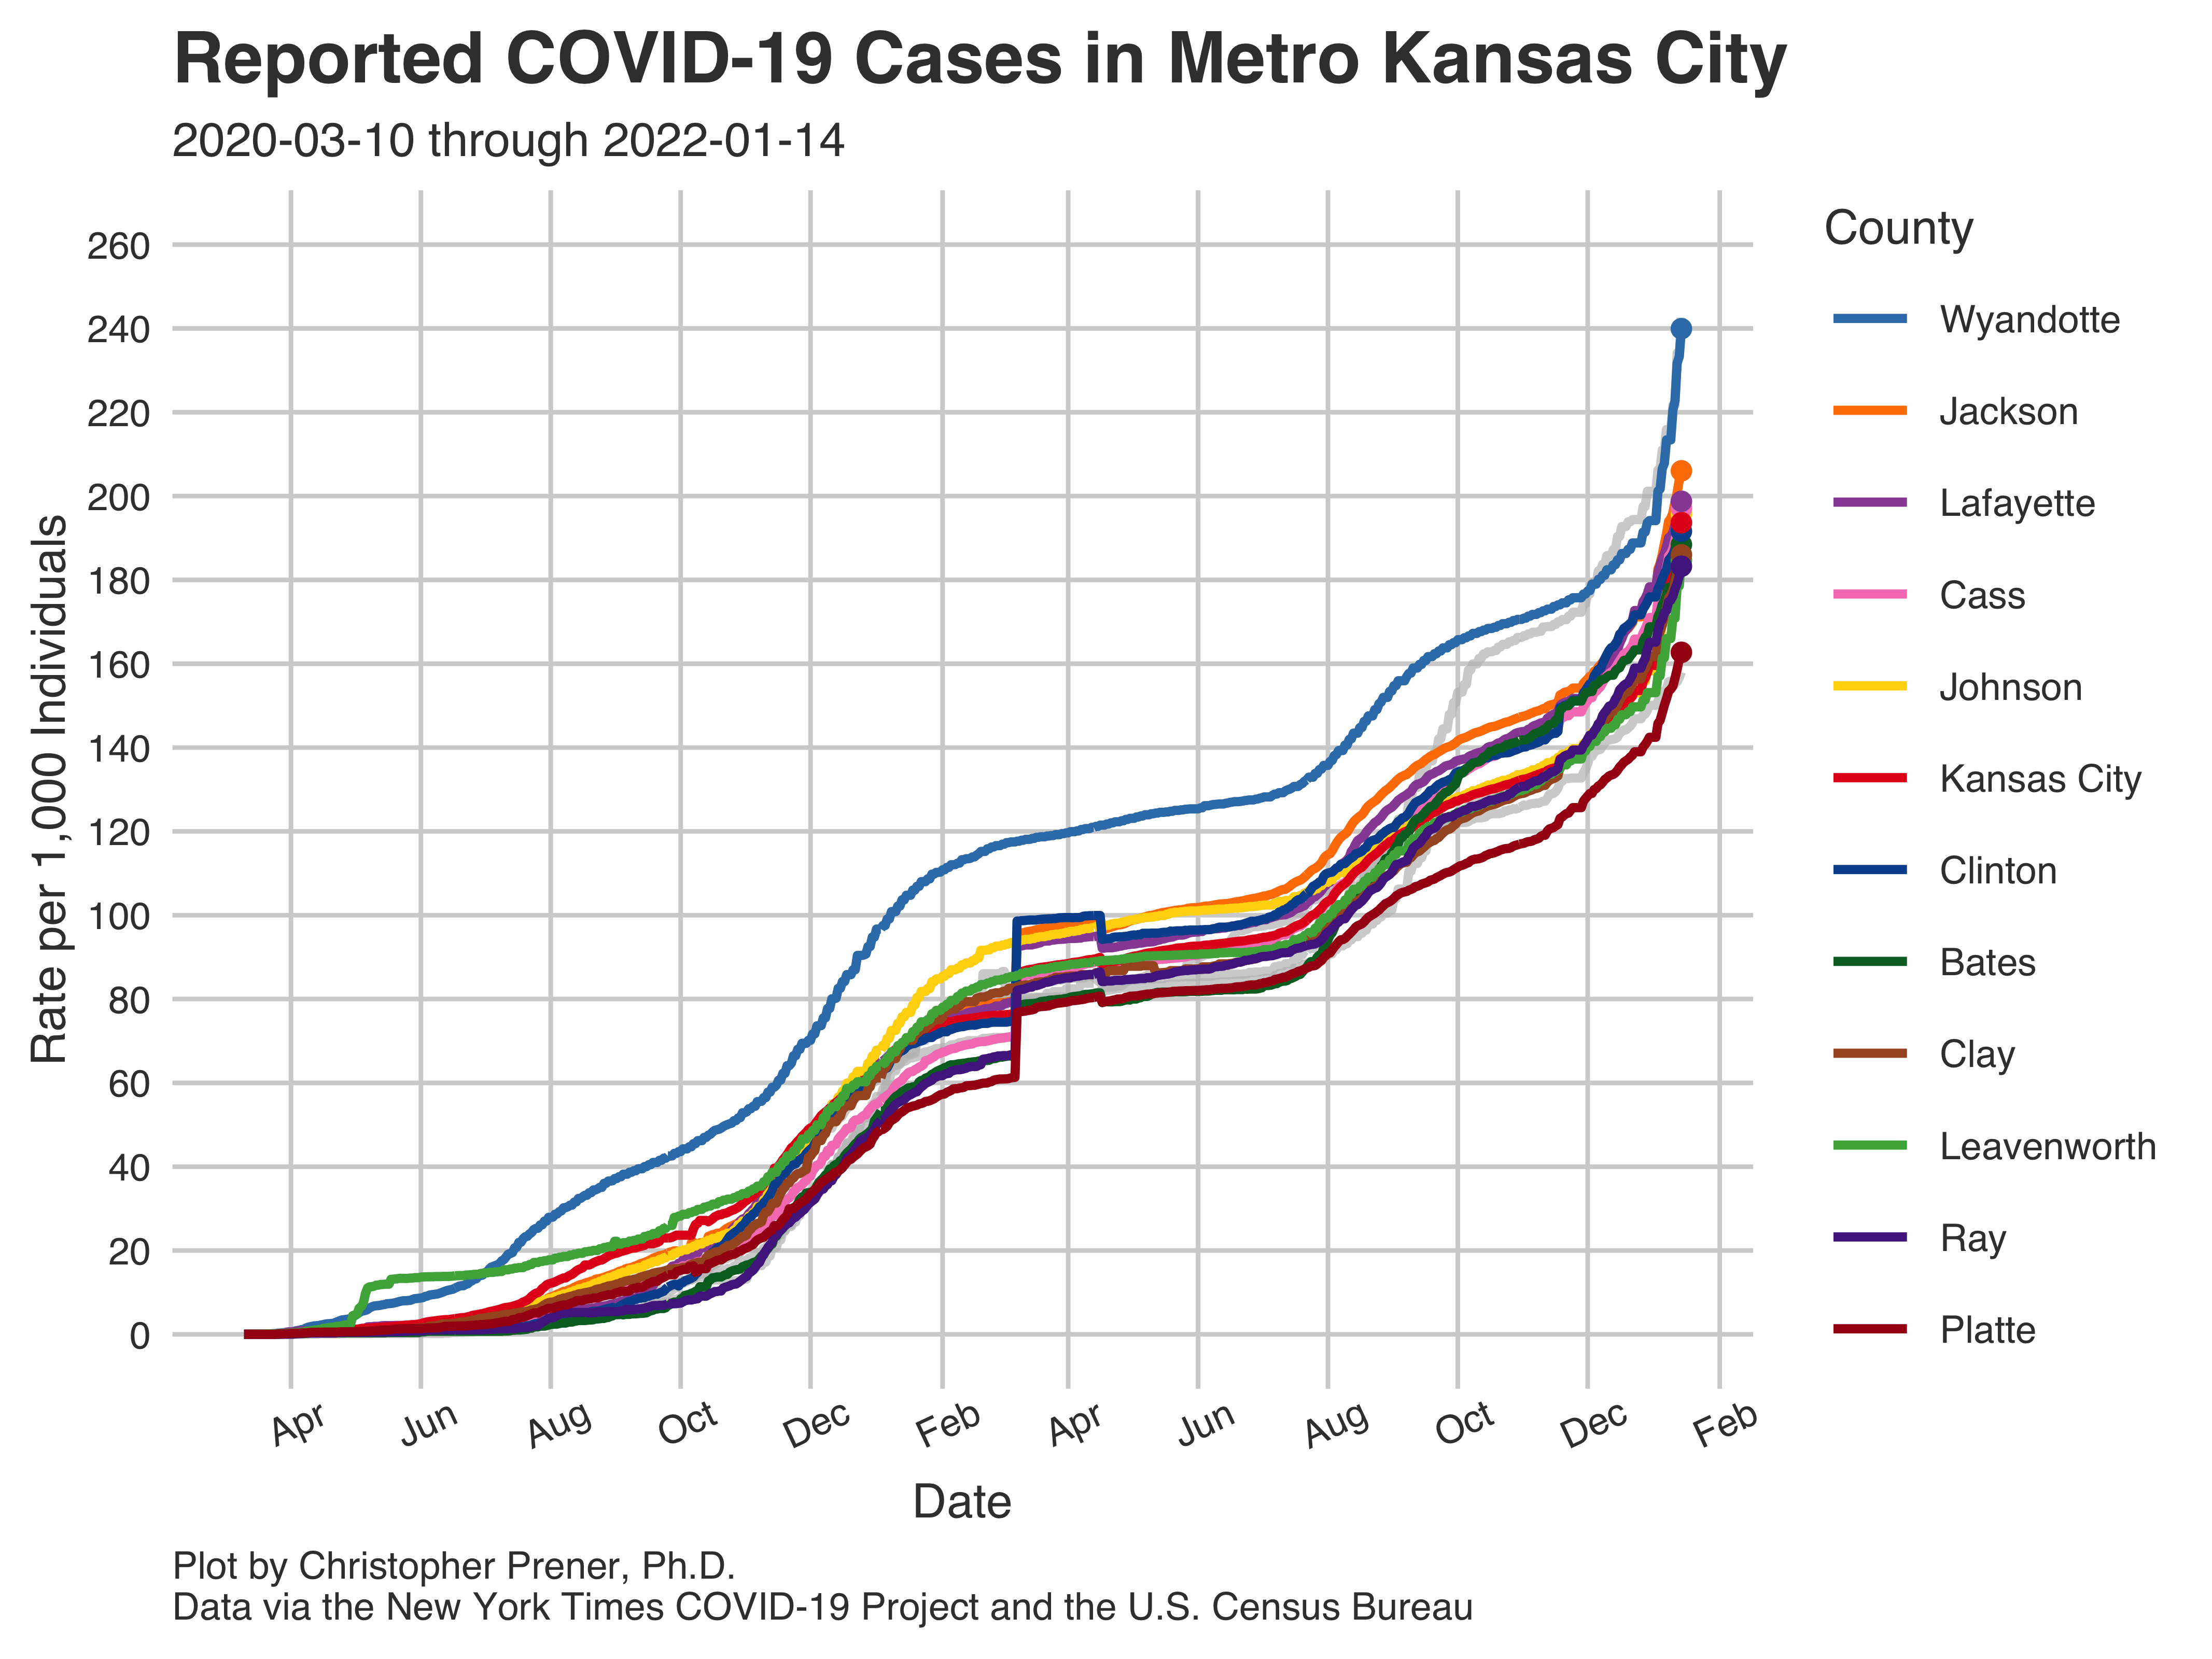 Reported COVID-19 Cases in Metro Kansas City
2020-03-10 through 2022-01-14
Rate per 1,000 Individuals
260
240
220
200
180
160
140
120
100
80
60
40
20
0
Apr
Jun
Aug
Oct
Dec
Feb
Apr
Jun
Aug
Oct
Dec
Feb
Date
County
Wyandotte
Jackson
Lafayette
Cass
Johnson
Kansas City
Clinton
Bates
Clay
Leavenworth
Ray
Platte
Plot by Christopher Prener, Ph.D.
Data via the New York Times COVID-19 Project and the U.S. Census Bureau